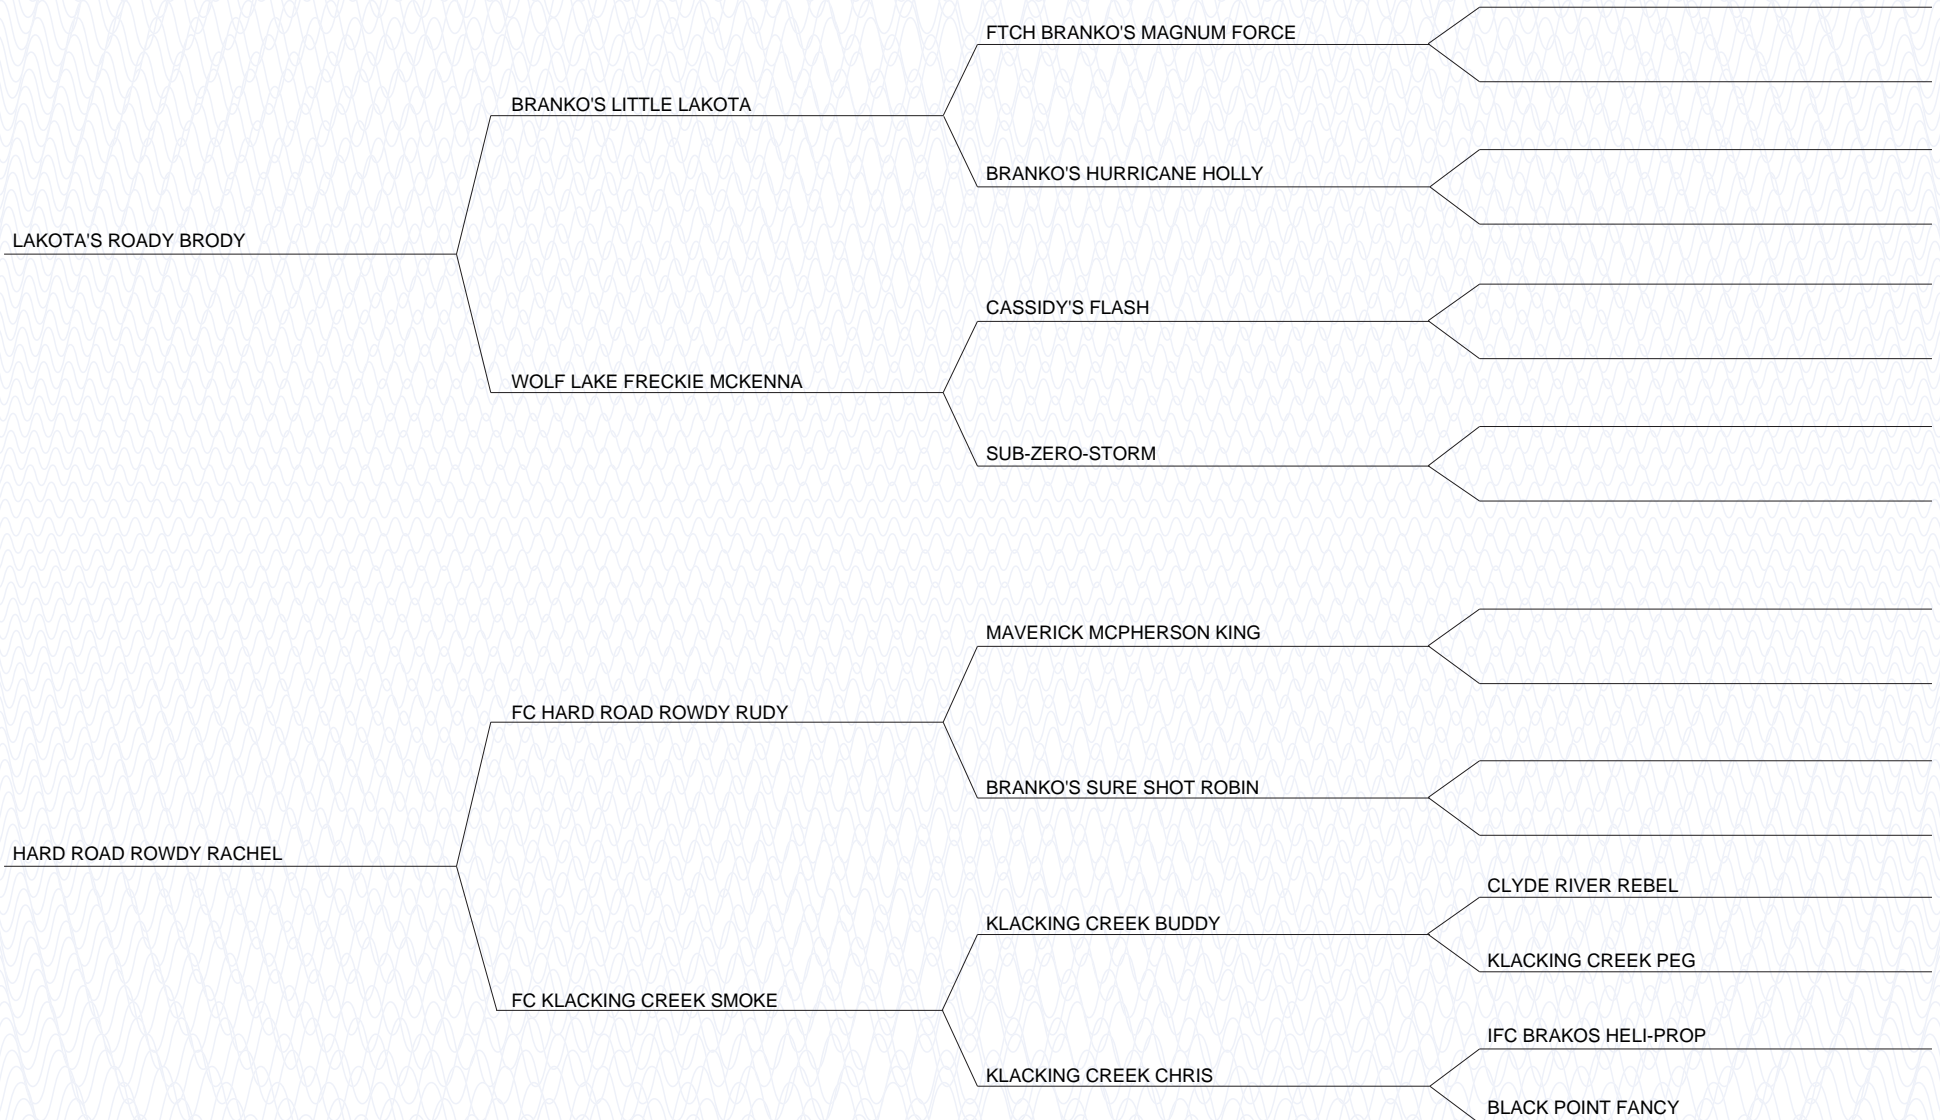 FTCH BRANKO'S MAGNUM FORCE
BRANKO'S LITTLE LAKOTA
BRANKO'S HURRICANE HOLLY
LAKOTA'S ROADY BRODY
CASSIDY'S FLASH
WOLF LAKE FRECKIE MCKENNA
SUB-ZERO-STORM
MAVERICK MCPHERSON KING
FC HARD ROAD ROWDY RUDY
BRANKO'S SURE SHOT ROBIN
HARD ROAD ROWDY RACHEL
CLYDE RIVER REBEL
KLACKING CREEK BUDDY
KLACKING CREEK PEG
FC KLACKING CREEK SMOKE
IFC BRAKOS HELI-PROP
KLACKING CREEK CHRIS
BLACK POINT FANCY